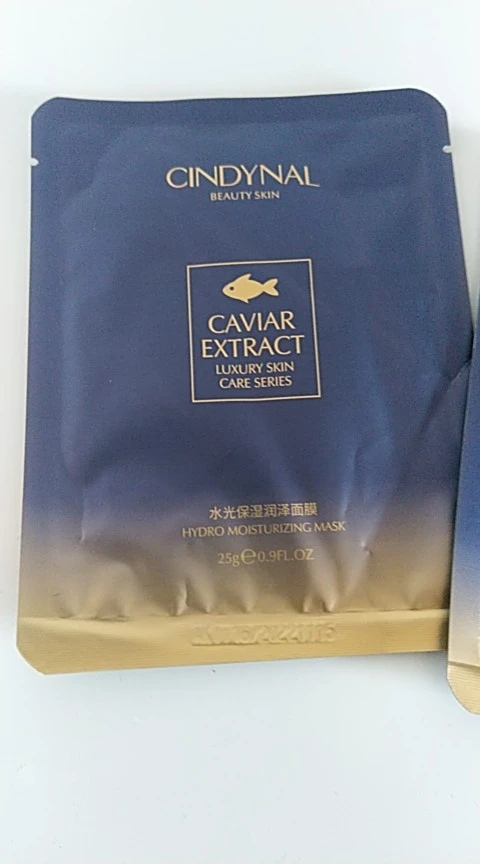 CINDYNAL
BEAUTY SKIN
CAVIAR
EXTRACT
LUXURY SKIN
CARE SERIES
水光保湿润泽面膜
HYDRO MOISTURIZING MASK
25g℮0.9FL.OZ